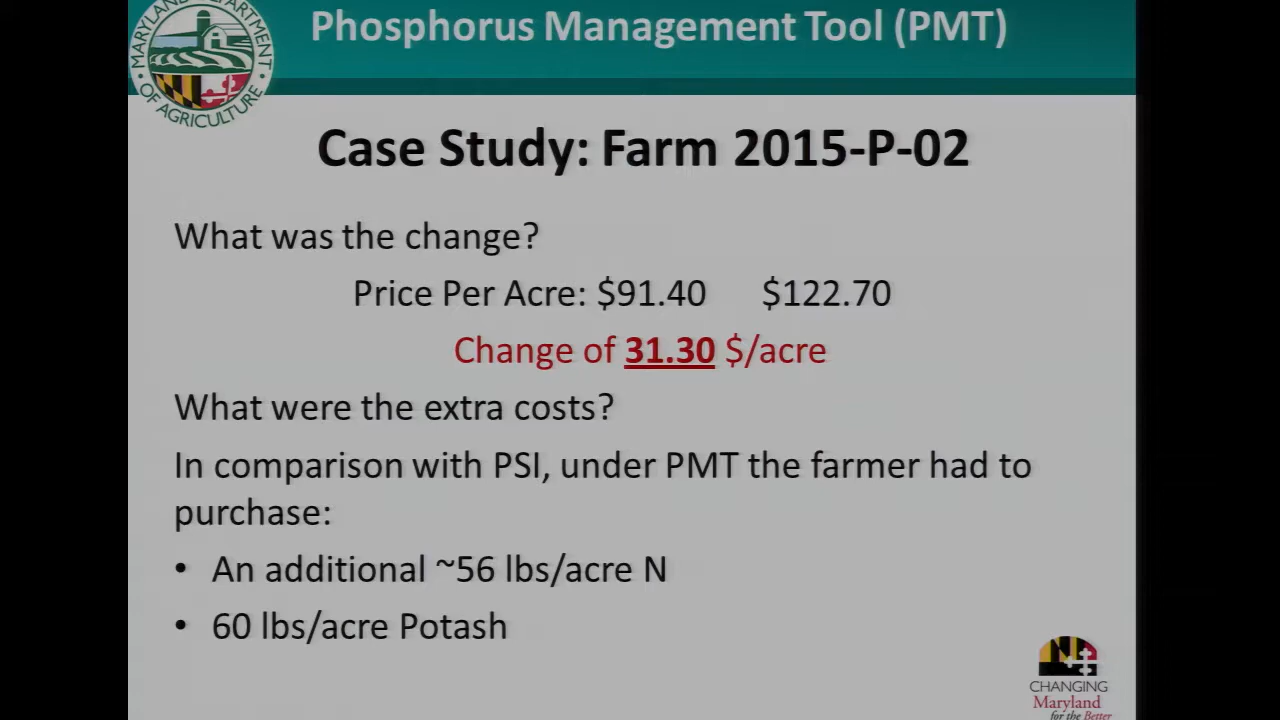 Phosphorus Management Tool (PMT)
MARYLAND DEPARTMENT
OF AGRICULTURE
Case Study: Farm 2015-P-02
What was the change?
Price Per Acre: $91.40 $122.70
Change of 31.30 $/acre
What were the extra costs?
In comparison with PSI, under PMT the farmer had to
purchase:
• An additional ~56 lbs/acre N
• 60 lbs/acre Potash
CHANGING
Maryland
for the Better